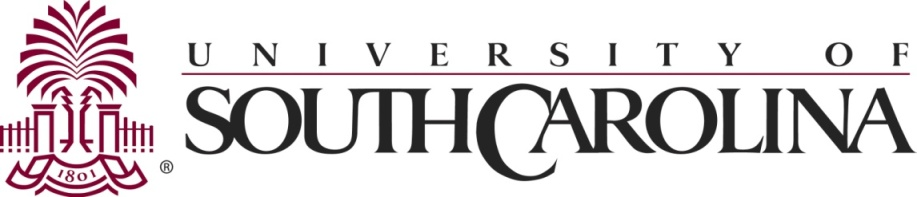 UNIVERSITY OF
SOUTHCAROLINA
1801
®